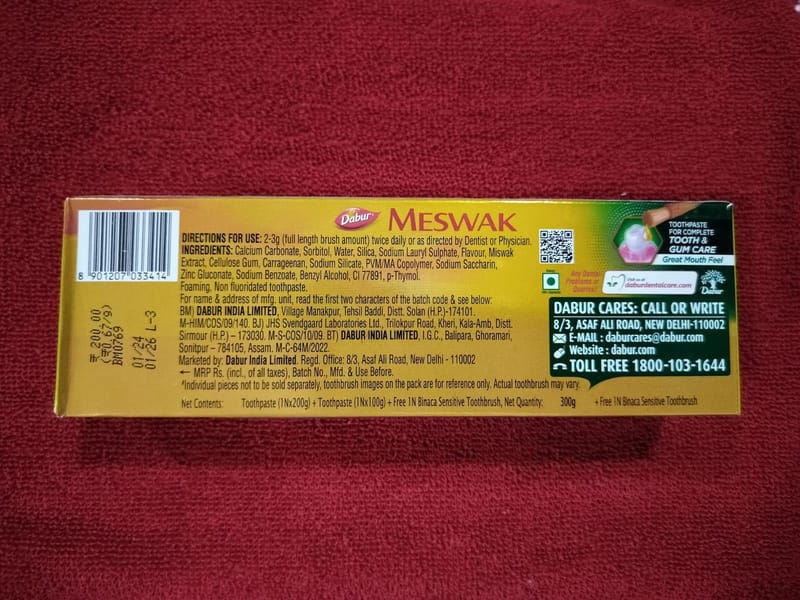 Dabur
MESWAK
DIRECTIONS FOR USE: 2-3g (full length brush amount) twice daily or as directed by Dentist or Physician.
INGREDIENTS: Calcium Carbonate, Sorbitol, Water, Silica, Sodium Lauryl Sulphate, Flavour, Miswak
Extract, Cellulose Gum, Carrageenan, Sodium Silicate, PVM/MA Copolymer, Sodium Saccharin,
Zinc Gluconate, Sodium Benzoate, Benzyl Alcohol, CI 77891, p-Thymol.
Foaming, Non fluoridated toothpaste.
For name & address of mfg. unit, read the first two characters of the batch code & see below:
BM) DABUR INDIA LIMITED, Village Manakpur, Tehsil Baddi, Distt. Solan (H.P.)-174101.
M-HIM/COS/09/140. BJ) JHS Svendgaard Laboratories Ltd., Trilokpur Road, Kheri, Kala-Amb, Distt.
Sirmour (H.P.) – 173030. M-S-COS/10/09. BT) DABUR INDIA LIMITED, I.G.C., Balipara, Ghoramari,
Sonitpur – 784105, Assam. M-C-64M/2022.
Marketed by: Dabur India Limited. Regd. Office: 8/3, Asaf Ali Road, New Delhi - 110002
← MRP Rs. (incl., of all taxes), Batch No., Mfd. & Use Before.
*Individual pieces not to be sold separately, toothbrush images on the pack are for reference only. Actual toothbrush may vary.
Net Contents: Toothpaste (1Nx200g) + Toothpaste (1Nx100g) + Free 1N Binaca Sensitive Toothbrush, Net Quantity: 300g + Free 1N Binaca Sensitive Toothbrush
8 901207 033414
₹ 200.00
(₹0.67/g)
BM0769
01/24
01/26 L-3
TOOTHPASTE
FOR COMPLETE
TOOTH &
GUM CARE
Great Mouth Feel
Any Dental
Problems or
Queries?
Visit us at
daburdentalcare.com
Dabur
DABUR CARES: CALL OR WRITE
8/3, ASAF ALI ROAD, NEW DELHI-110002
E-MAIL : daburcares@dabur.com
Website : dabur.com
TOLL FREE 1800-103-1644